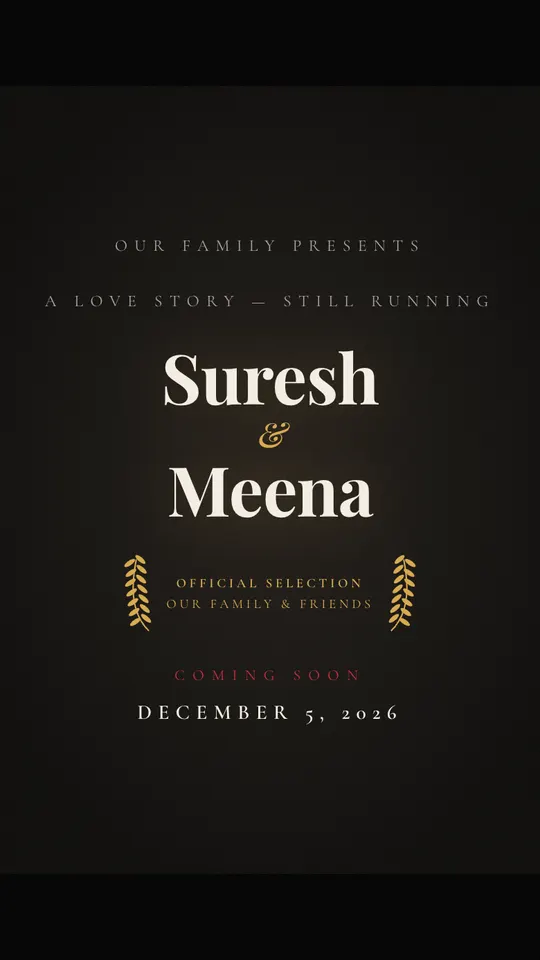 OUR FAMILY PRESENTS
A LOVE STORY — STILL RUNNING
Suresh
&
Meena
OFFICIAL SELECTION
OUR FAMILY & FRIENDS
COMING SOON
DECEMBER 5, 2026